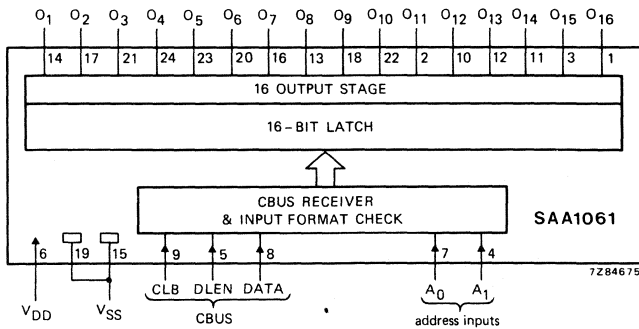 O1 O2 O3 O4 O5 O6 O7 O8 O9 O10 O11 O12 O13 O14 O15 O16
14 17 21 24 23 20 16 13 18 22 2 10 12 11 3 1
16 OUTPUT STAGE
16-BIT LATCH
CBUS RECEIVER
& INPUT FORMAT CHECK
SAA1061
6 19 15 9 5 8 7 4
7Z84675
VDD VSS CLB DLEN DATA A0 A1
CBUS address inputs